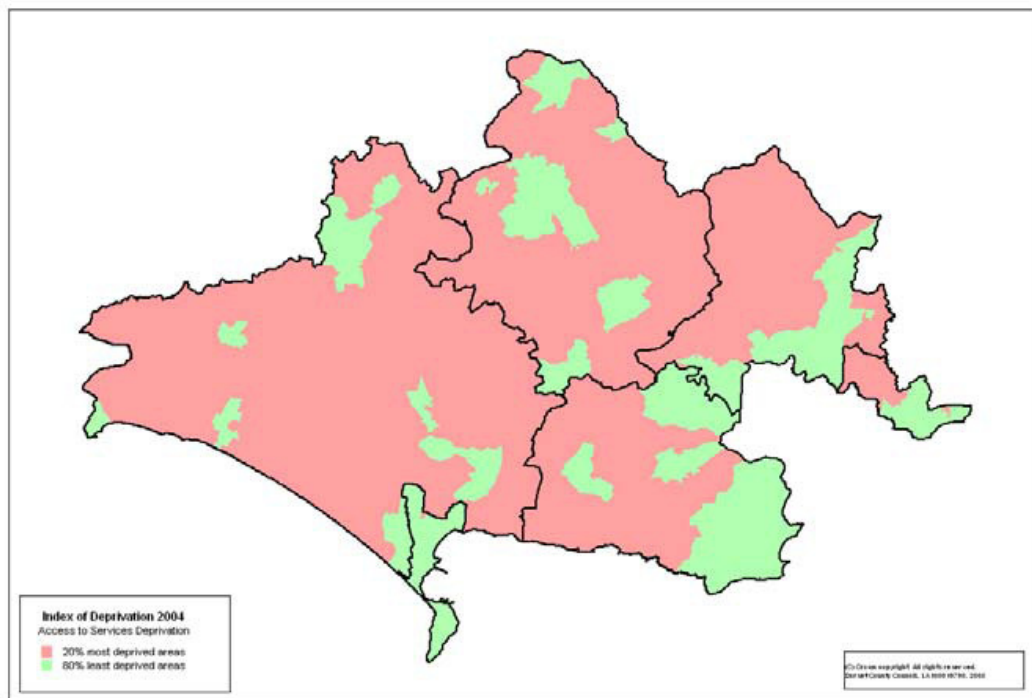 Index of Deprivation 2004
Access to Services Deprivation
20% most deprived areas
80% least deprived areas
(C) Crown copyright. All rights reserved.
Dorset County Council. LA